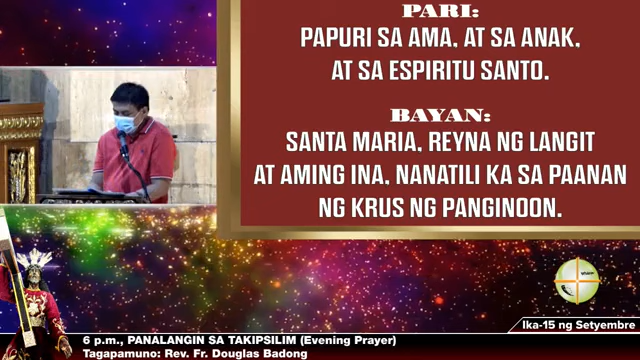 PARI:
PAPURI SA AMA, AT SA ANAK,
AT SA ESPIRITU SANTO.
BAYAN:
SANTA MARIA, REYNA NG LANGIT
AT AMING INA, NANATILI KA SA PAANAN
NG KRUS NG PANGINOON.
Ika-15 ng Setyembre
6 p.m., PANALANGIN SA TAKIPSILIM (Evening Prayer)
Tagapamuno: Rev. Fr. Douglas Badong